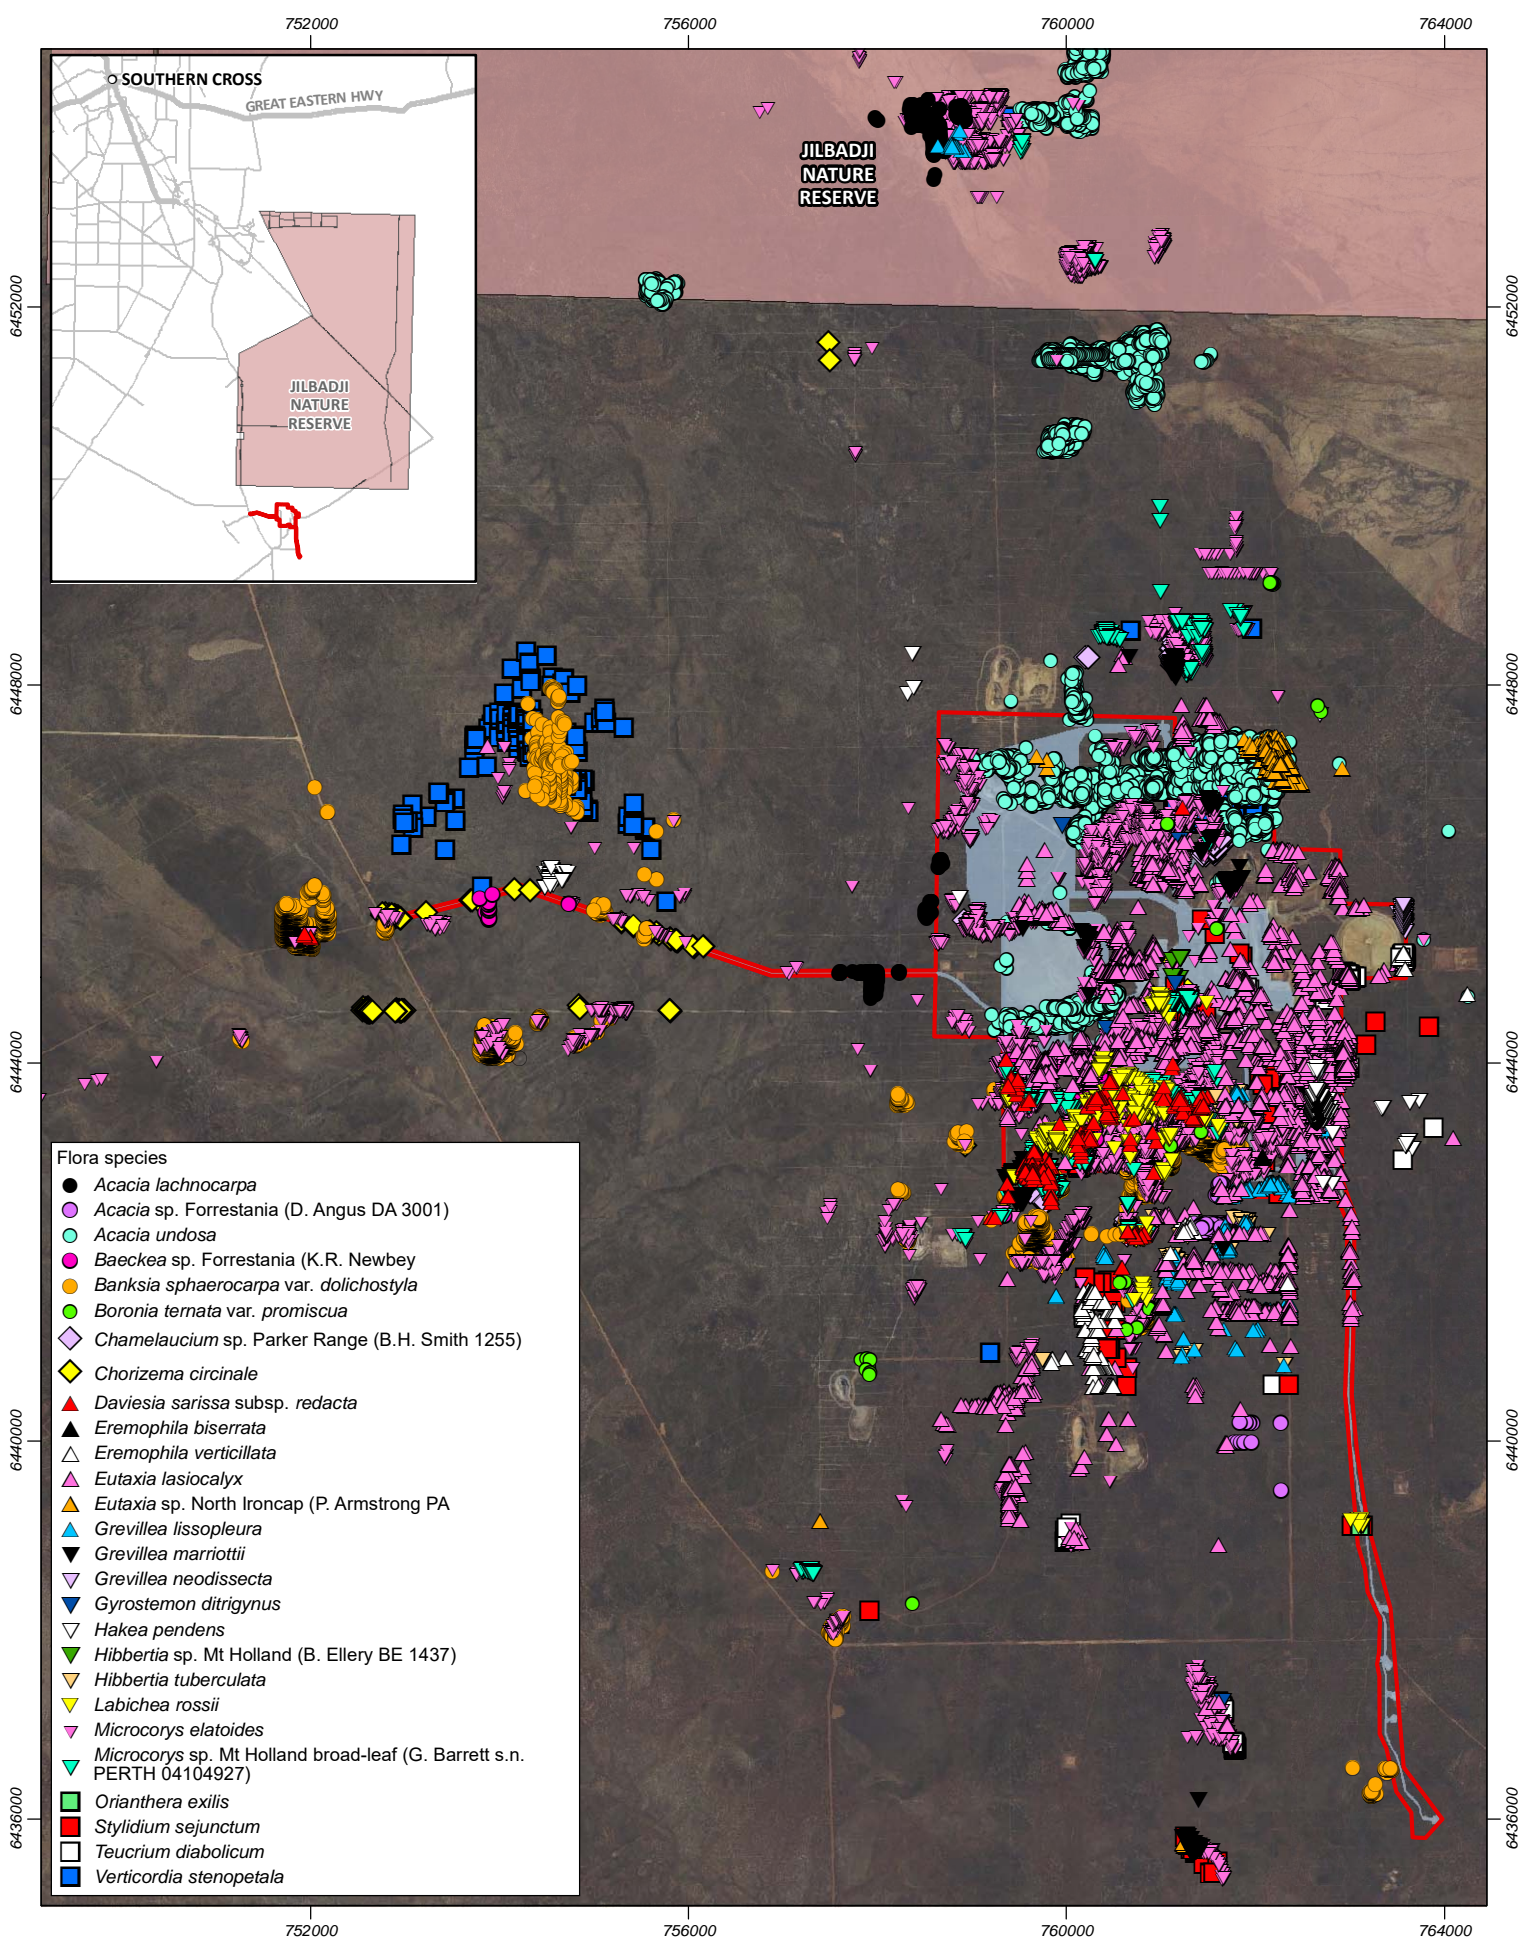 752000
756000
760000
764000
SOUTHERN CROSS
GREAT EASTERN HWY
JILBADJI
NATURE
RESERVE
JILBADJI
NATURE
RESERVE
6452000
6452000
6448000
6448000
6444000
6444000
6440000
6440000
6436000
6436000
Flora species
Acacia lachnocarpa
Acacia sp. Forrestania (D. Angus DA 3001)
Acacia undosa
Baeckea sp. Forrestania (K.R. Newbey
Banksia sphaerocarpa var. dolichostyla
Boronia ternata var. promiscua
Chamelaucium sp. Parker Range (B.H. Smith 1255)
Chorizema circinale
Daviesia sarissa subsp. redacta
Eremophila biserrata
Eremophila verticillata
Eutaxia lasiocalyx
Eutaxia sp. North Ironcap (P. Armstrong PA
Grevillea lissopleura
Grevillea marriottii
Grevillea neodissecta
Gyrostemon ditrigynus
Hakea pendens
Hibbertia sp. Mt Holland (B. Ellery BE 1437)
Hibbertia tuberculata
Labichea rossii
Microcorys elatoides
Microcorys sp. Mt Holland broad-leaf (G. Barrett s.n.
PERTH 04104927)
Orianthera exilis
Stylidium sejunctum
Teucrium diabolicum
Verticordia stenopetala
752000
756000
760000
764000